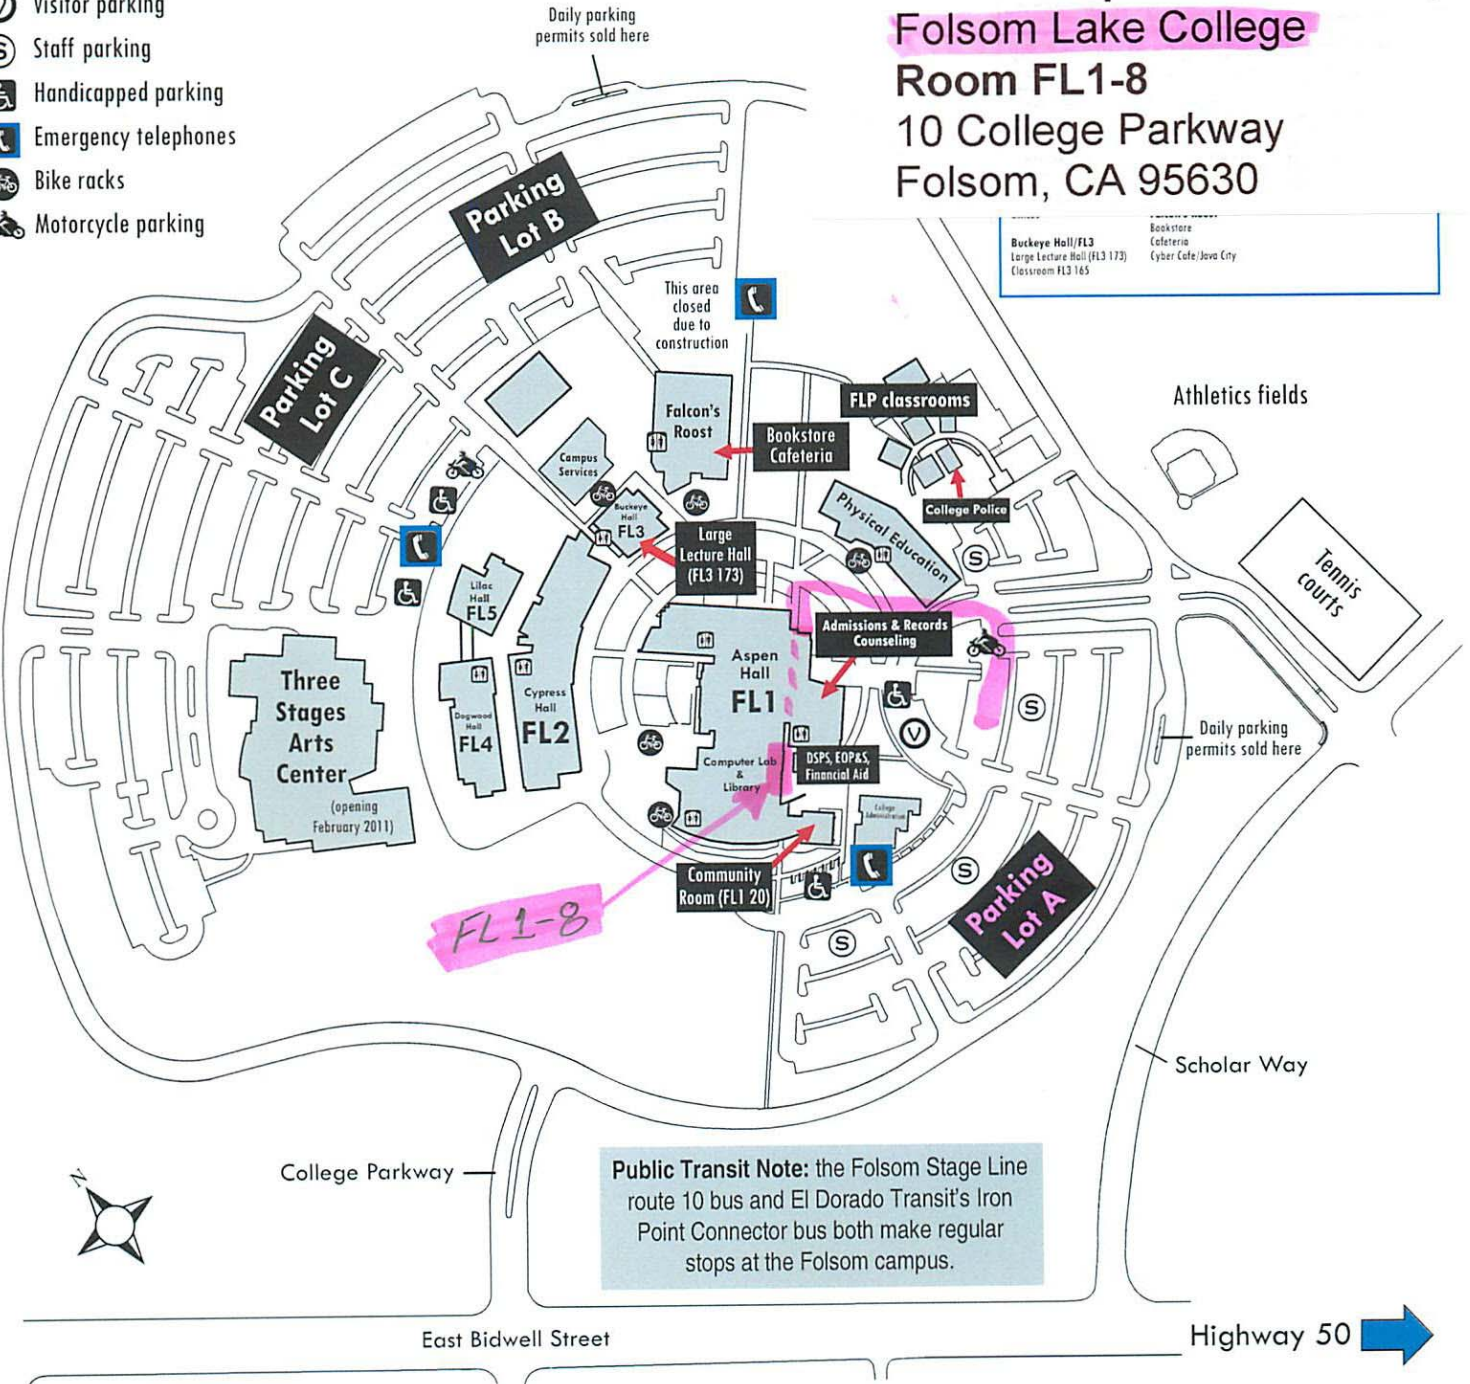 Visitor parking
S Staff parking
Handicapped parking
Emergency telephones
Bike racks
Motorcycle parking
Daily parking
permits sold here
Folsom Lake College
Room FL1-8
10 College Parkway
Folsom, CA 95630
Buckeye Hall/FL3
Large Lecture Hall (FL3 173)
Classroom FL3 165
Bookstore
Cafeteria
Cyber Cafe/Java City
Parking
Lot B
Parking
Lot C
This area
closed
due to
construction
Falcon's
Roost
Bookstore
Cafeteria
FLP classrooms
College Police
Athletics fields
Tennis
courts
Campus
Services
Buckeye
Hall
FL3
Large
Lecture Hall
(FL3 173)
Physical Education
S
Lilac
Hall
FL5
Admissions & Records
Counseling
Aspen
Hall
FL1
Three
Stages
Arts
Center
(opening
February 2011)
Dogwood
Hall
FL4
Cypress
Hall
FL2
S
V
Daily parking
permits sold here
DSPS, EOP&S,
Financial Aid
Computer Lab
&
Library
College
Administration
Community
Room (FL1 20)
S
Parking
Lot A
FL1-8
S
Scholar Way
College Parkway
N
Public Transit Note: the Folsom Stage Line
route 10 bus and El Dorado Transit's Iron
Point Connector bus both make regular
stops at the Folsom campus.
East Bidwell Street
Highway 50